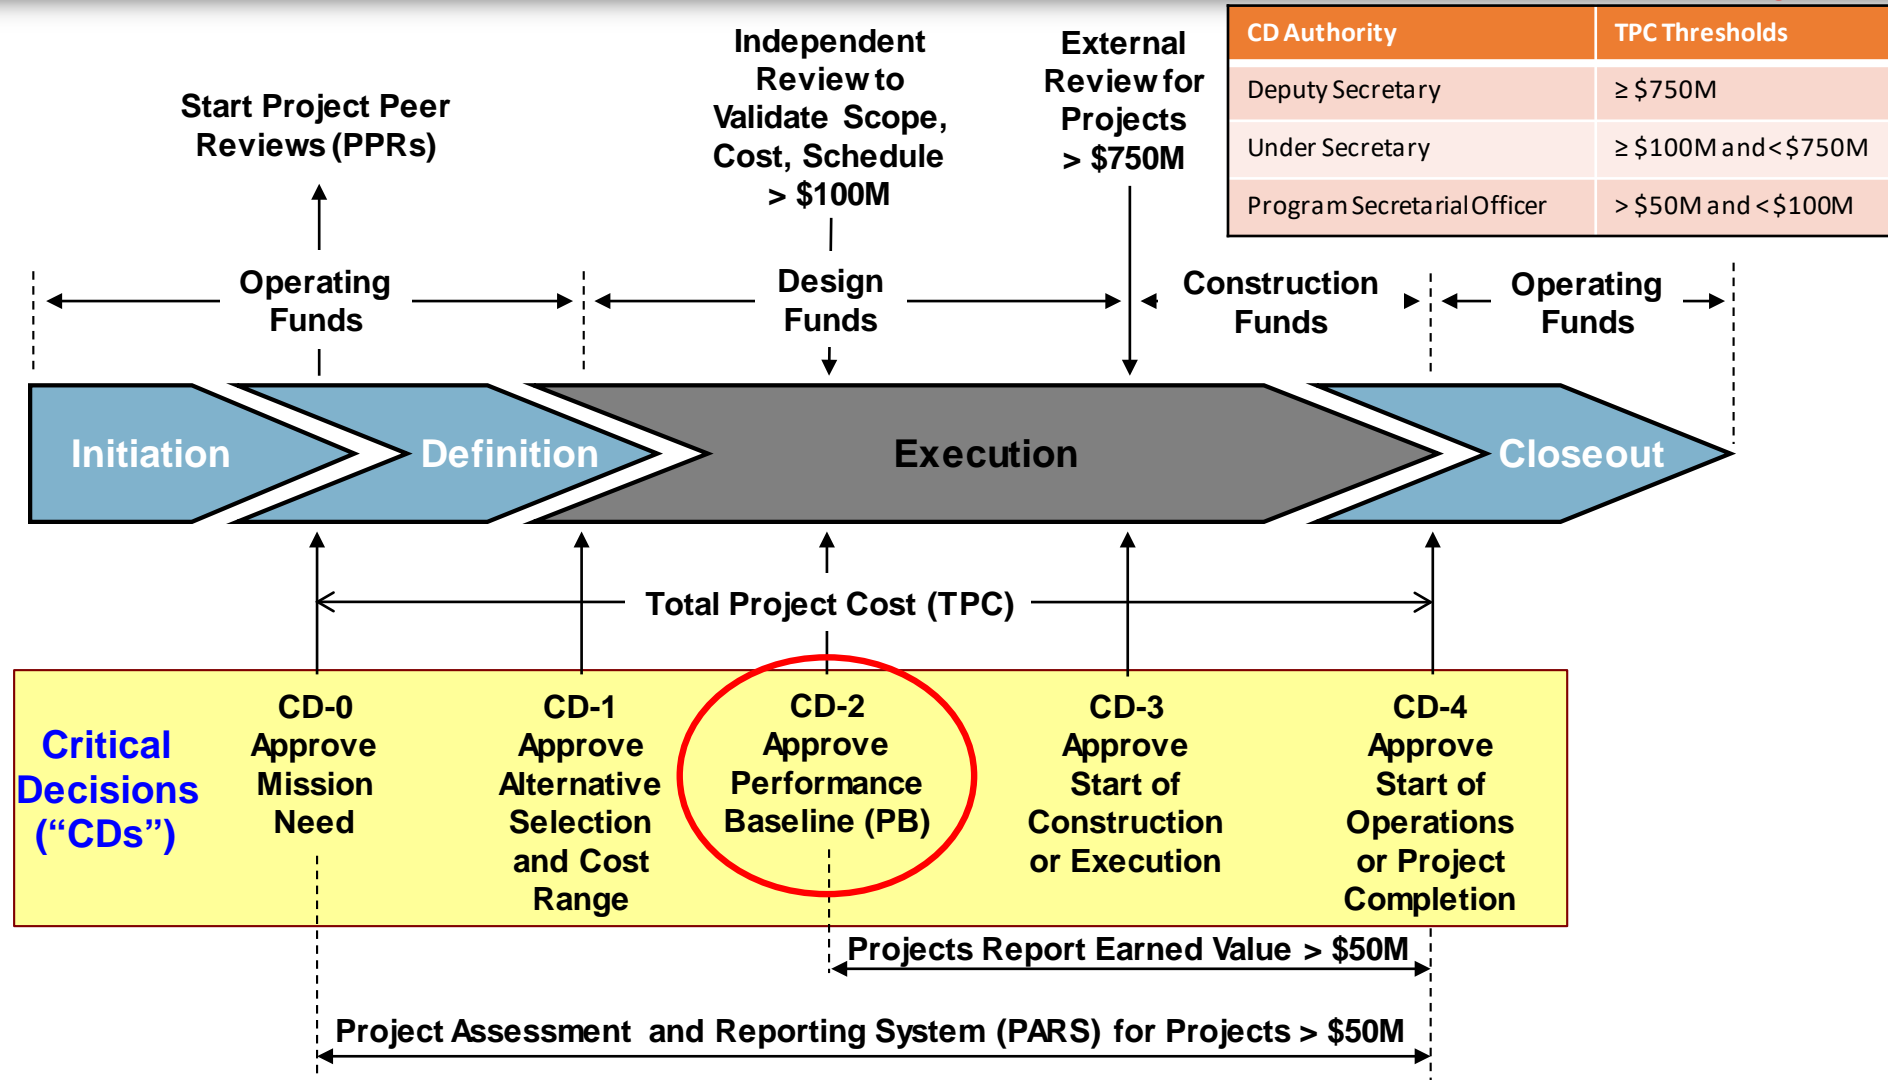 CD Authority TPC Thresholds
Deputy Secretary ≥ $750M
Under Secretary ≥ $100M and < $750M
Program Secretarial Officer > $50M and < $100M
Start Project Peer
Reviews (PPRs)
Independent
Review to
Validate Scope,
Cost, Schedule
> $100M
External
Review for
Projects
> $750M
Operating
Funds
Design
Funds
Construction
Funds
Operating
Funds
Initiation
Definition
Execution
Closeout
Total Project Cost (TPC)
Critical
Decisions
(“CDs”)
CD-0
Approve
Mission
Need
CD-1
Approve
Alternative
Selection
and Cost
Range
CD-2
Approve
Performance
Baseline (PB)
CD-3
Approve
Start of
Construction
or Execution
CD-4
Approve
Start of
Operations
or Project
Completion
Projects Report Earned Value > $50M
Project Assessment and Reporting System (PARS) for Projects > $50M